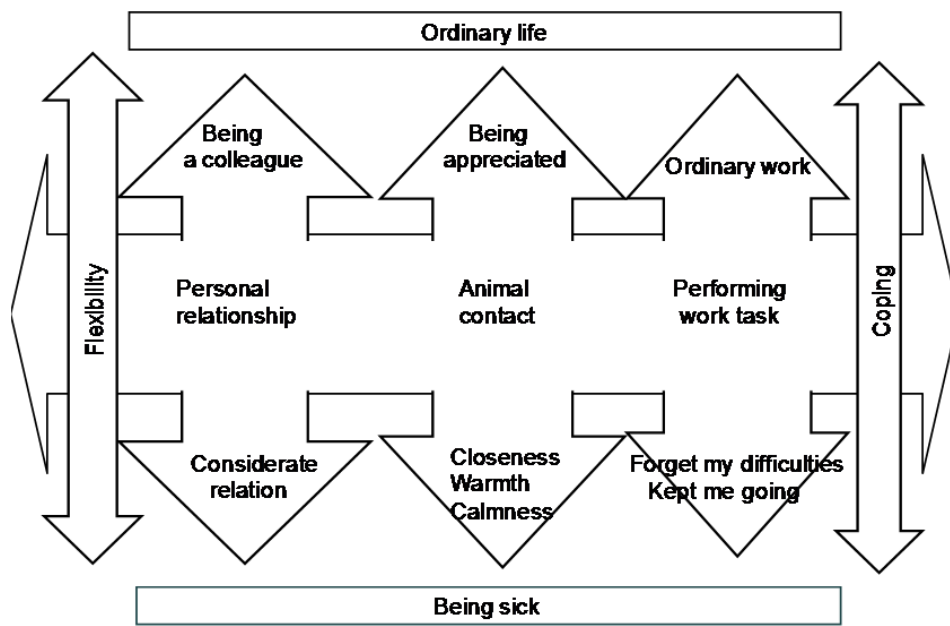 Ordinary life
Being
a colleague
Being
appreciated
Ordinary work
Flexibility
Personal
relationship
Animal
contact
Performing
work task
Coping
Considerate
relation
Closeness
Warmth
Calmness
Forget my difficulties
Kept me going
Being sick